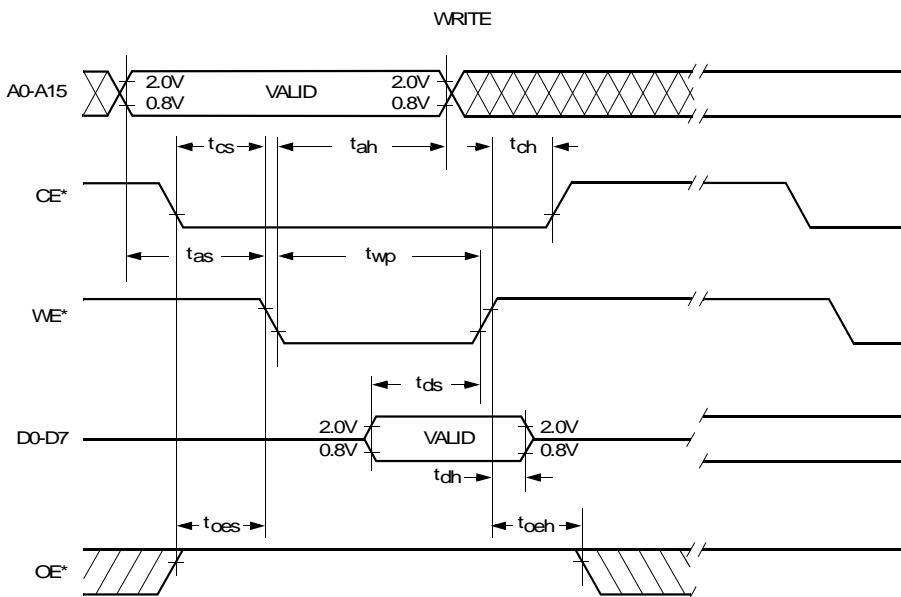 WRITE
A0-A15
2.0V VALID 2.0V
0.8V 0.8V
tcs tah tch
CE*
tas twp
WE*
tds
D0-D7
2.0V VALID 2.0V
0.8V 0.8V
tdh
toes toeh
OE*